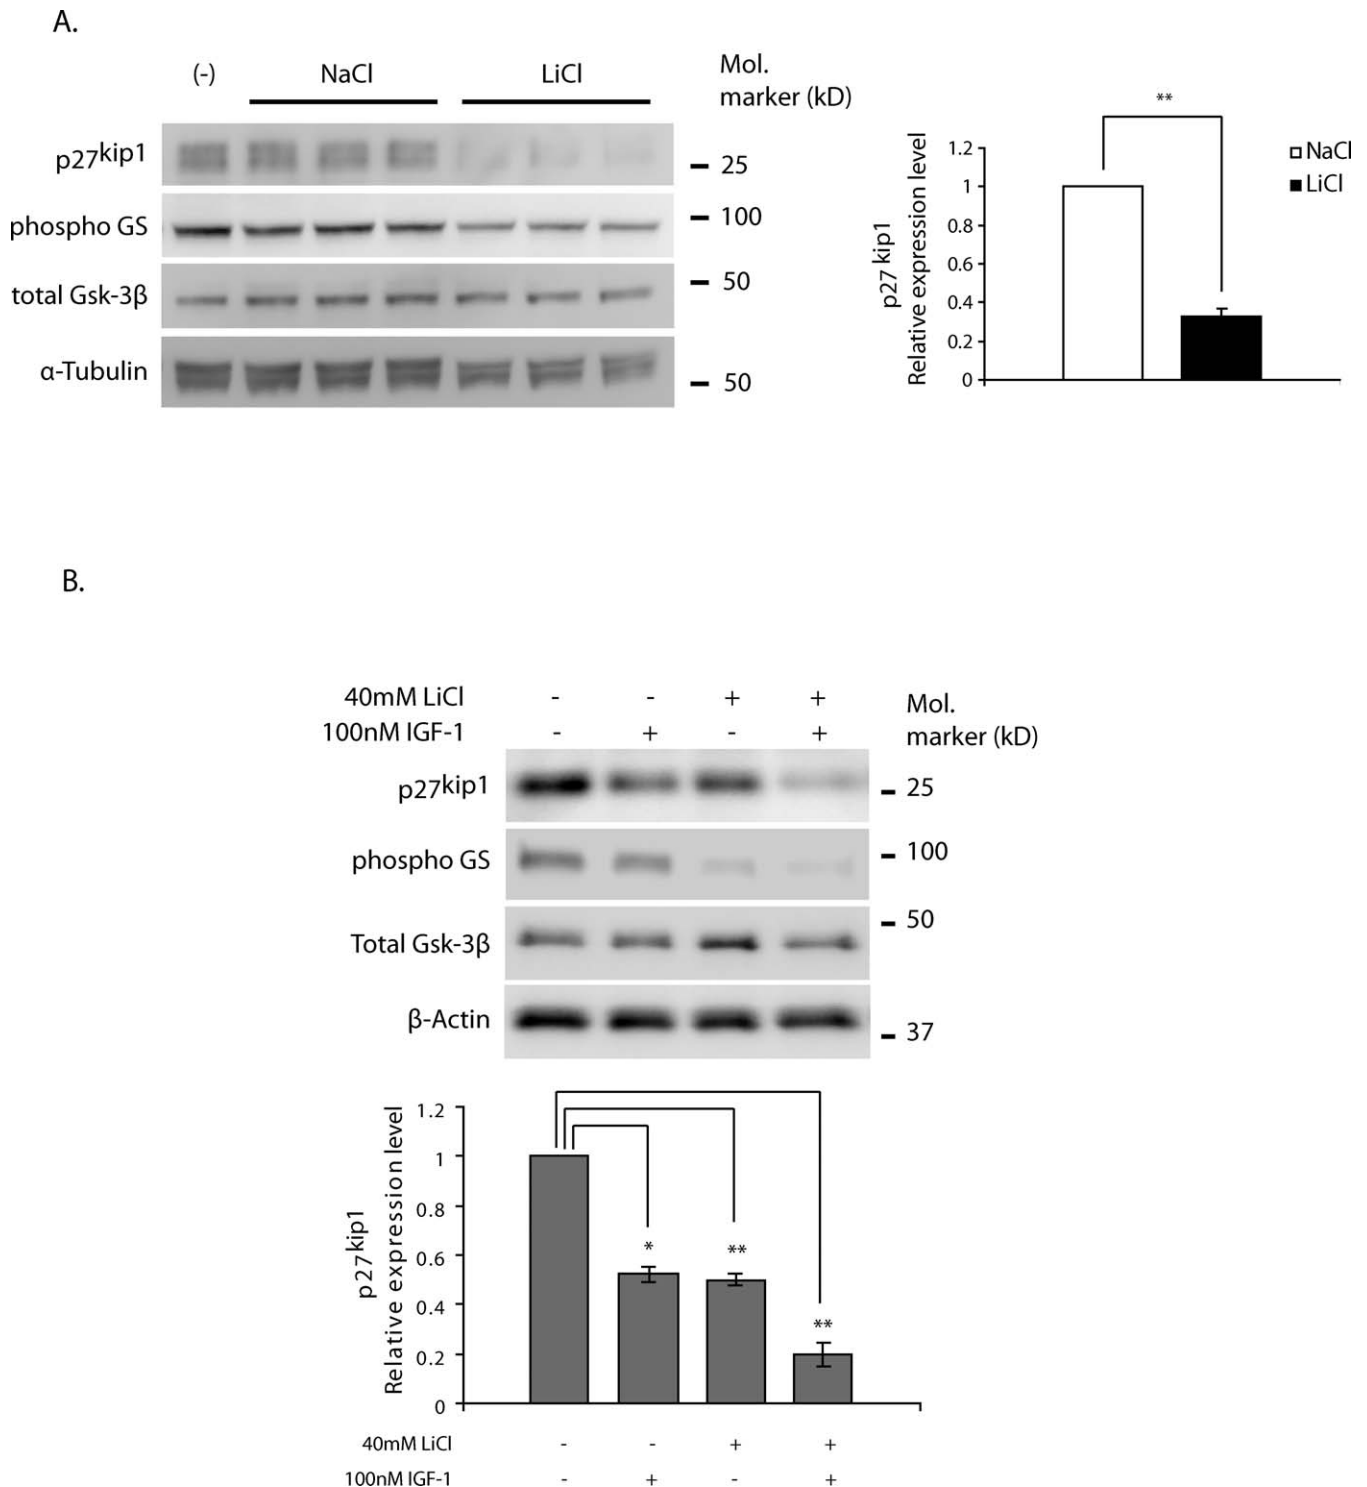 A.
(-) NaCl LiCl Mol.
marker (kD)
p27kip1
25
phospho GS
100
total Gsk-3β
50
α-Tubulin
50
**
p27kip1
Relative expression level
1.2
1
0.8
0.6
0.4
0.2
0
NaCl
LiCl
B.
40mM LiCl - - + + Mol.
100nM IGF-1 - + - + marker (kD)
p27kip1
25
phospho GS
100
Total Gsk-3β
50
β-Actin
37
p27kip1
Relative expression level
1.2
1
0.8
0.6
0.4
0.2
0
* ** **
40mM LiCl - - + +
100nM IGF-1 - + - +